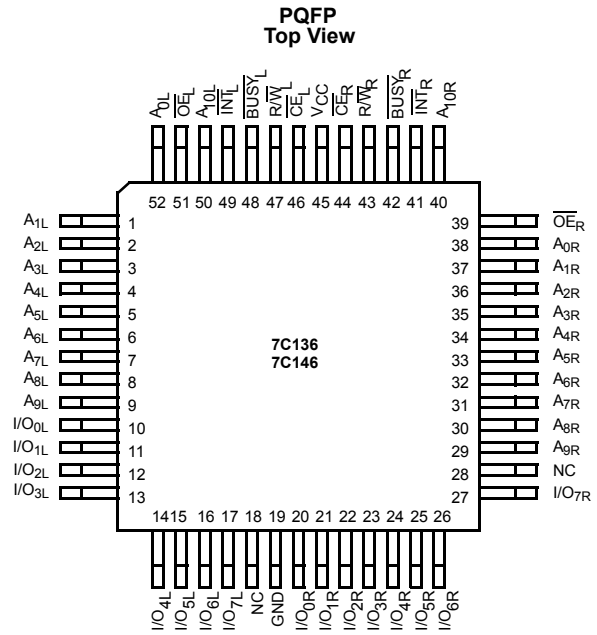 PQFP
Top View
A0L
OEL
A10L
INTL
BUSYL
R/WL
CEL
VCC
CER
R/WR
BUSYR
INTR
A10R
52 51 50 49 48 47 46 45 44 43 42 41 40
A1L 1
A2L 2
A3L 3
A4L 4
A5L 5
A6L 6
A7L 7
A8L 8
A9L 9
I/O0L 10
I/O1L 11
I/O2L 12
I/O3L 13
7C136
7C146
39 OER
38 A0R
37 A1R
36 A2R
35 A3R
34 A4R
33 A5R
32 A6R
31 A7R
30 A8R
29 A9R
28 NC
27 I/O7R
14 15 16 17 18 19 20 21 22 23 24 25 26
I/O4L
I/O5L
I/O6L
I/O7L
NC
GND
I/O0R
I/O1R
I/O2R
I/O3R
I/O4R
I/O5R
I/O6R